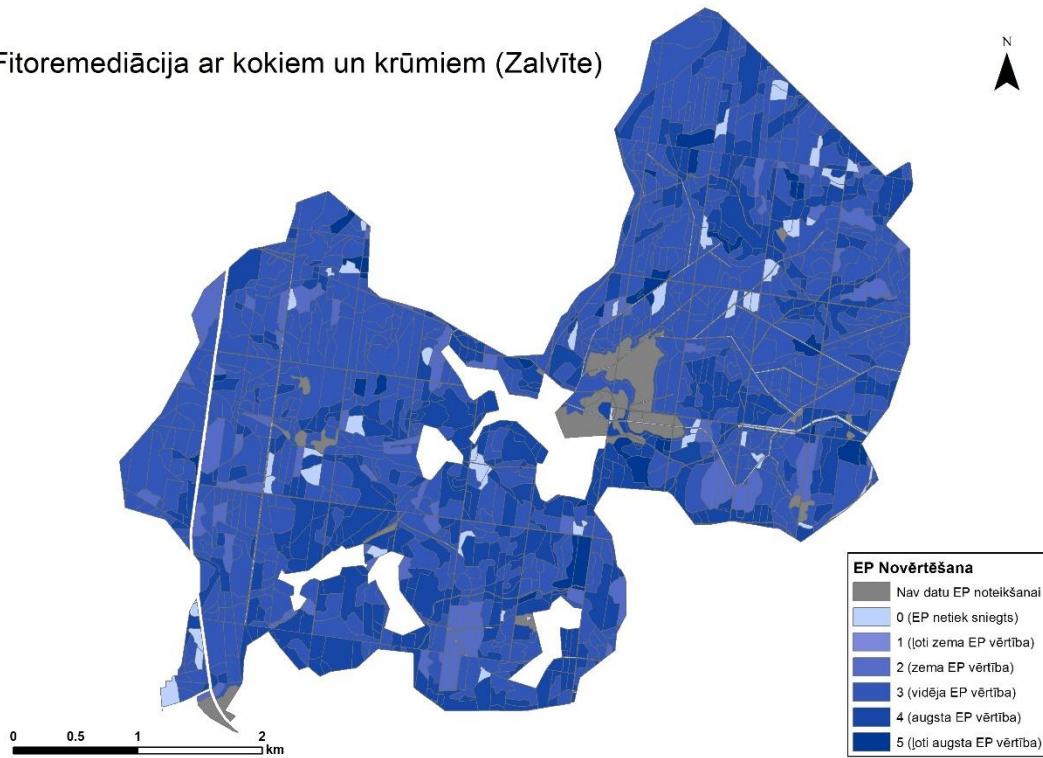 Fitoremediācija ar kokiem un krūmiem (Zalvīte)
N
EP Novērtēšana
Nav datu EP noteikšanai
0 (EP netiek sniegts)
1 (ļoti zema EP vērtība)
2 (zema EP vērtība)
3 (vidēja EP vērtība)
4 (augsta EP vērtība)
5 (ļoti augsta EP vērtība)
0 0.5 1 2
km